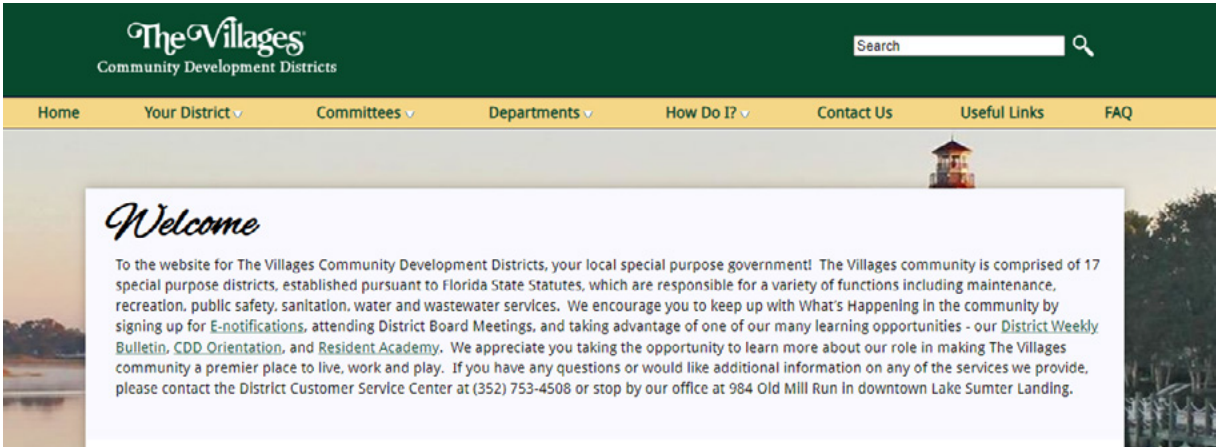 The Villages
Community Development Districts
Search
Home Your District Committees Departments How Do I? Contact Us Useful Links FAQ
Welcome
To the website for The Villages Community Development Districts, your local special purpose government! The Villages community is comprised of 17
special purpose districts, established pursuant to Florida State Statutes, which are responsible for a variety of functions including maintenance,
recreation, public safety, sanitation, water and wastewater services. We encourage you to keep up with What's Happening in the community by
signing up for E-notifications, attending District Board Meetings, and taking advantage of one of our many learning opportunities - our District Weekly
Bulletin, CDD Orientation, and Resident Academy. We appreciate you taking the opportunity to learn more about our role in making The Villages
community a premier place to live, work and play. If you have any questions or would like additional information on any of the services we provide,
please contact the District Customer Service Center at (352) 753-4508 or stop by our office at 984 Old Mill Run in downtown Lake Sumter Landing.